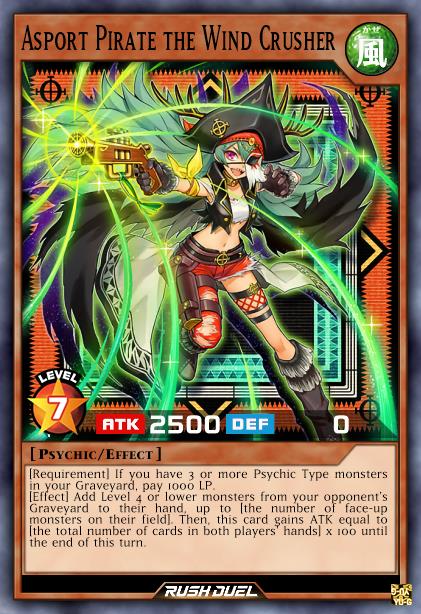 Asport Pirate the Wind Crusher
かぜ
風
LEVEL
7
ATK 2500 DEF 0
[ Psychic/Effect ]
[Requirement] If you have 3 or more Psychic Type monsters
in your Graveyard, pay 1000 LP.
[Effect] Add Level 4 or lower monsters from your opponent's
Graveyard to their hand, up to [the number of face-up
monsters on their field]. Then, this card gains ATK equal to
[the total number of cards in both players' hands] x 100 until
the end of this turn.
RUSH DUEL